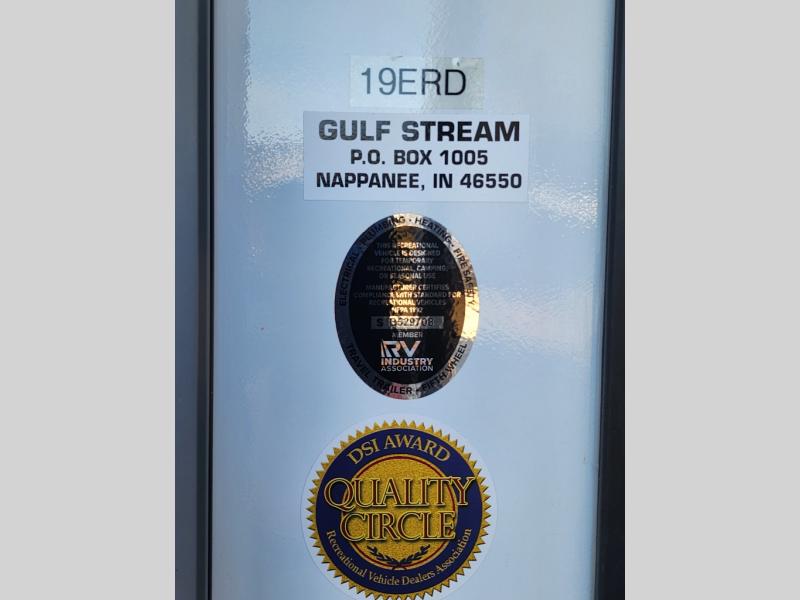 19ERD
GULF STREAM
P.O. BOX 1005
NAPPANEE, IN 46550
ELECTRICAL - PLUMBING - HEATING - FIRE SAFETY
THIS RECREATIONAL
VEHICLE IS DESIGNED
FOR TEMPORARY
RECREATIONAL, CAMPING,
OR SEASONAL USE
MANUFACTURER CERTIFIES
COMPLIANCE WITH STANDARD FOR
RECREATIONAL VEHICLES
NFPA 1192
MEMBER
RV
INDUSTRY
ASSOCIATION
TRAVEL TRAILER - FIFTH WHEEL
DSI AWARD
QUALITY
CIRCLE
Recreational Vehicle Dealers Association